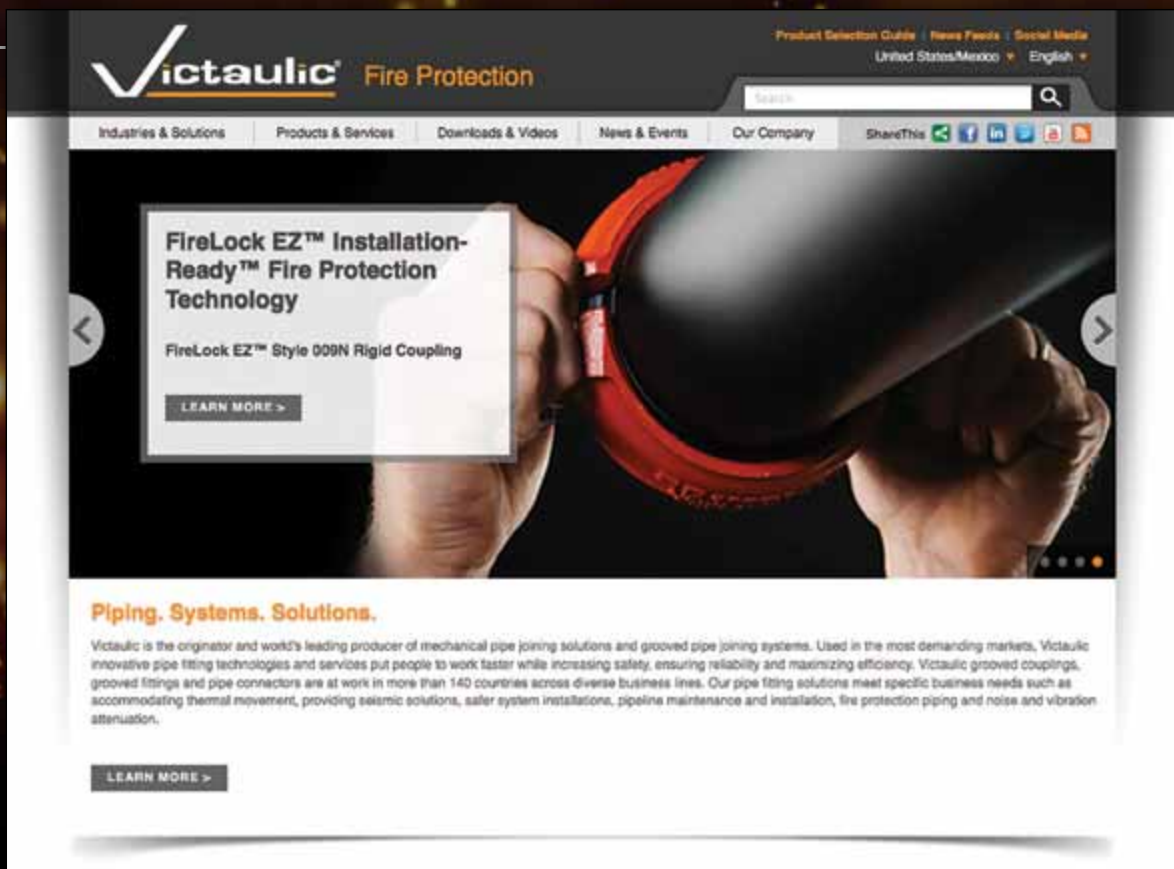 Victaulic® Fire Protection
Product Selection Guide | News Feeds | Social Media
United States/Mexico English
Search
Industries & Solutions
Products & Services
Downloads & Videos
News & Events
Our Company
ShareThis
FireLock EZ™ Installation-
Ready™ Fire Protection
Technology
FireLock EZ™ Style 009N Rigid Coupling
LEARN MORE >
Piping. Systems. Solutions.
Victaulic is the originator and world's leading producer of mechanical pipe joining solutions and grooved pipe joining systems. Used in the most demanding markets, Victaulic
innovative pipe fitting technologies and services put people to work faster while increasing safety, ensuring reliability and maximizing efficiency. Victaulic grooved couplings,
grooved fittings and pipe connectors are at work in more than 140 countries across diverse business lines. Our pipe fitting solutions meet specific business needs such as
accommodating thermal movement, providing seismic solutions, safer system installations, pipeline maintenance and installation, fire protection piping and noise and vibration
attenuation.
LEARN MORE >